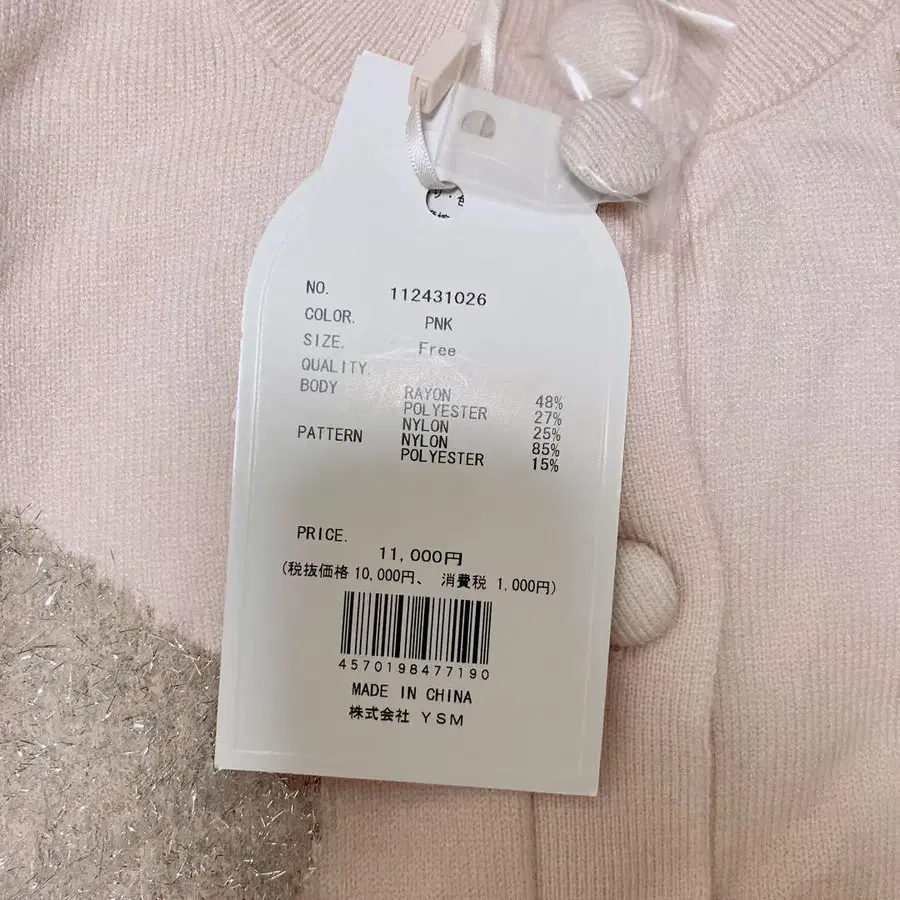 NO. 112431026
COLOR. PNK
SIZE. Free
QUALITY.
BODY RAYON 48%
POLYESTER 27%
NYLON 25%
PATTERN NYLON 85%
POLYESTER 15%
PRICE.
11,000円
(税抜価格 10,000円、 消費税 1,000円)
4570198477190
MADE IN CHINA
株式会社 YSM